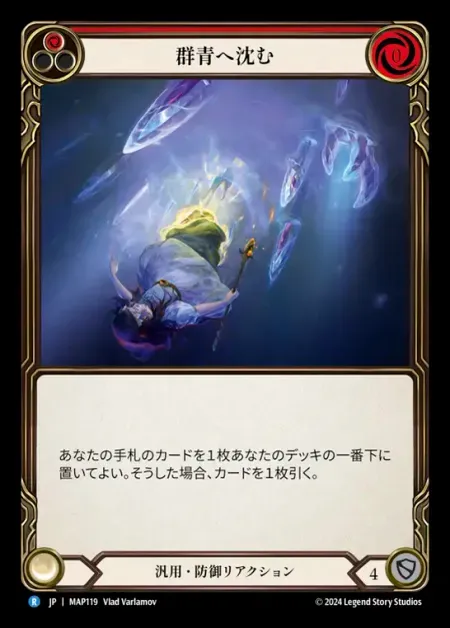 群青へ沈む
0
あなたの手札のカードを1枚あなたのデッキの一番下に
置いてよい。そうした場合、カードを1枚引く。
汎用・防御リアクション
4
R JP | MAP119 Vlad Varlamov
© 2024 Legend Story Studios